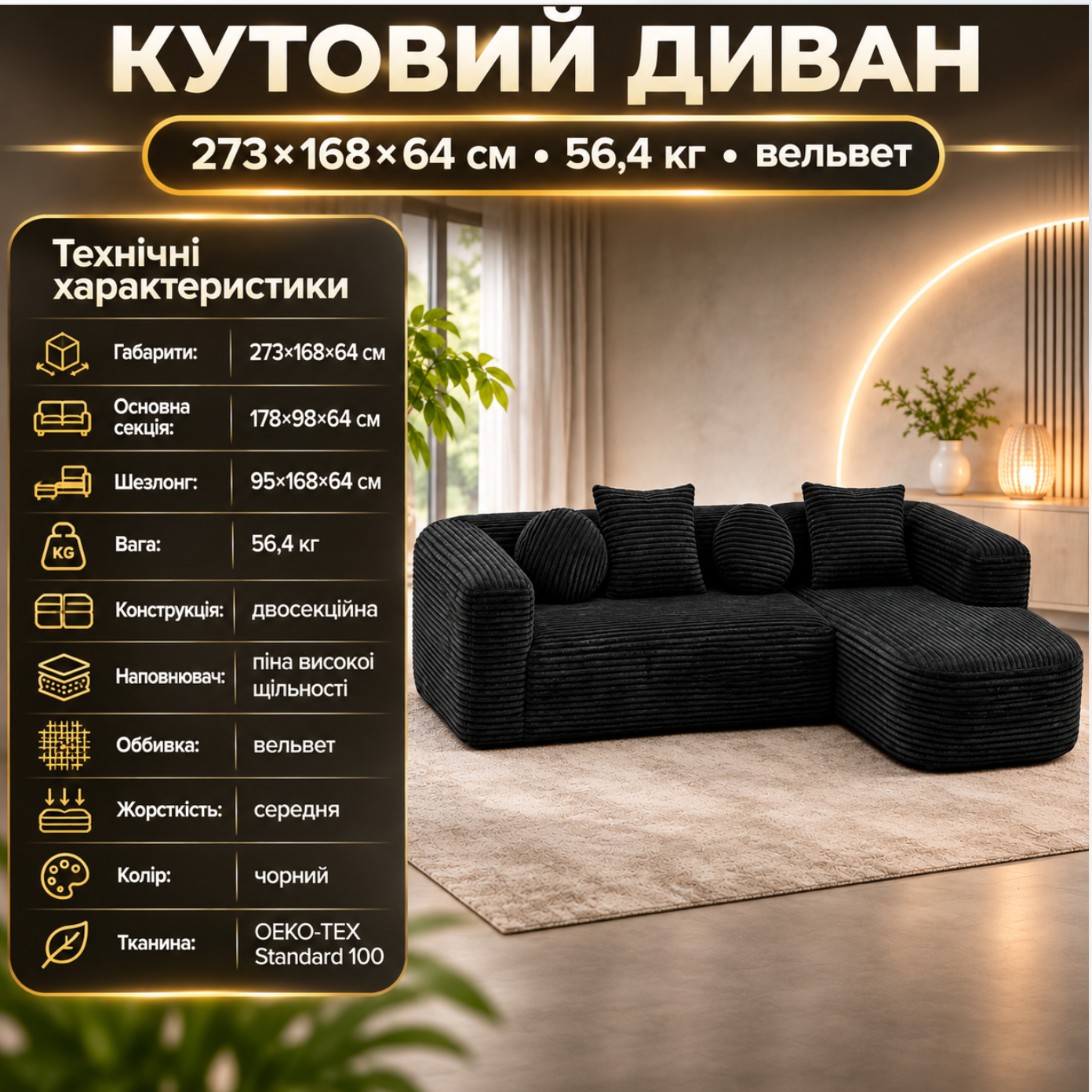 КУТОВИЙ ДИВАН
273×168×64 см • 56,4 кг • вельвет
Технічні
характеристики
Габарити: 273×168×64 см
Основна
секція: 178×98×64 см
Шезлонг: 95×168×64 см
KG
Вага: 56,4 кг
Конструкція: двосекційна
Наповнювач: піна високої
щільності
Оббивка: вельвет
Жорсткість: середня
Колір: чорний
Тканина: OEKO-TEX
Standard 100